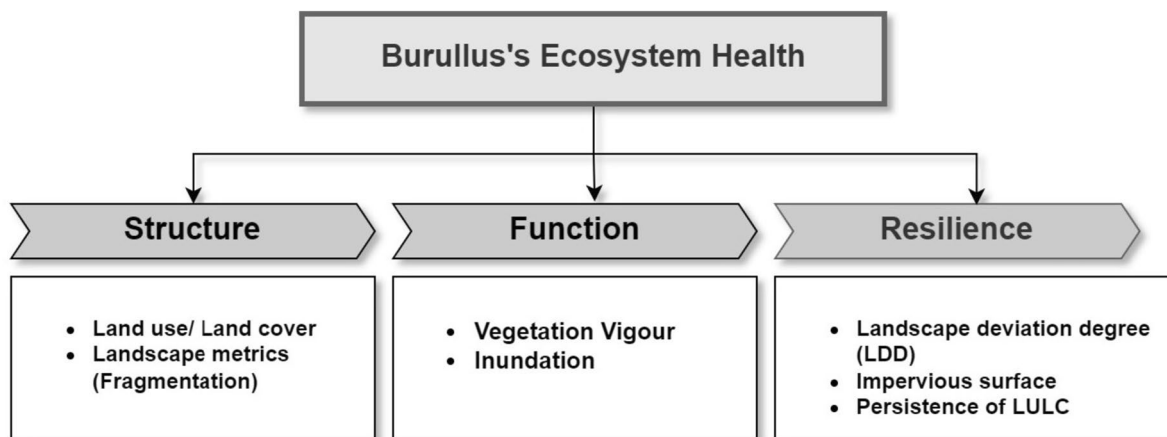 Burullus's Ecosystem Health
Structure
Function
Resilience
• Land use/ Land cover
• Landscape metrics
(Fragmentation)
• Vegetation Vigour
• Inundation
• Landscape deviation degree
(LDD)
• Impervious surface
• Persistence of LULC